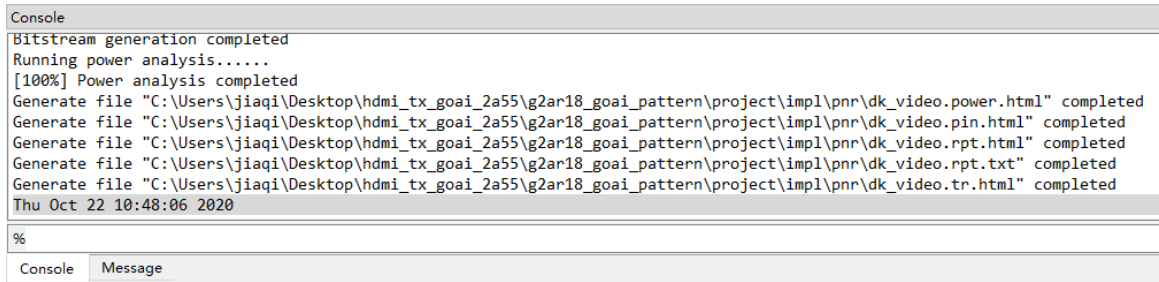 Console
Bitstream generation completed
Running power analysis......
[100%] Power analysis completed
Generate file "C:\Users\jiaqi\Desktop\hdmi_tx_goai_2a55\g2ar18_goai_pattern\project\impl\pnr\dk_video.power.html" completed
Generate file "C:\Users\jiaqi\Desktop\hdmi_tx_goai_2a55\g2ar18_goai_pattern\project\impl\pnr\dk_video.pin.html" completed
Generate file "C:\Users\jiaqi\Desktop\hdmi_tx_goai_2a55\g2ar18_goai_pattern\project\impl\pnr\dk_video.rpt.html" completed
Generate file "C:\Users\jiaqi\Desktop\hdmi_tx_goai_2a55\g2ar18_goai_pattern\project\impl\pnr\dk_video.rpt.txt" completed
Generate file "C:\Users\jiaqi\Desktop\hdmi_tx_goai_2a55\g2ar18_goai_pattern\project\impl\pnr\dk_video.tr.html" completed
Thu Oct 22 10:48:06 2020
%
Console Message